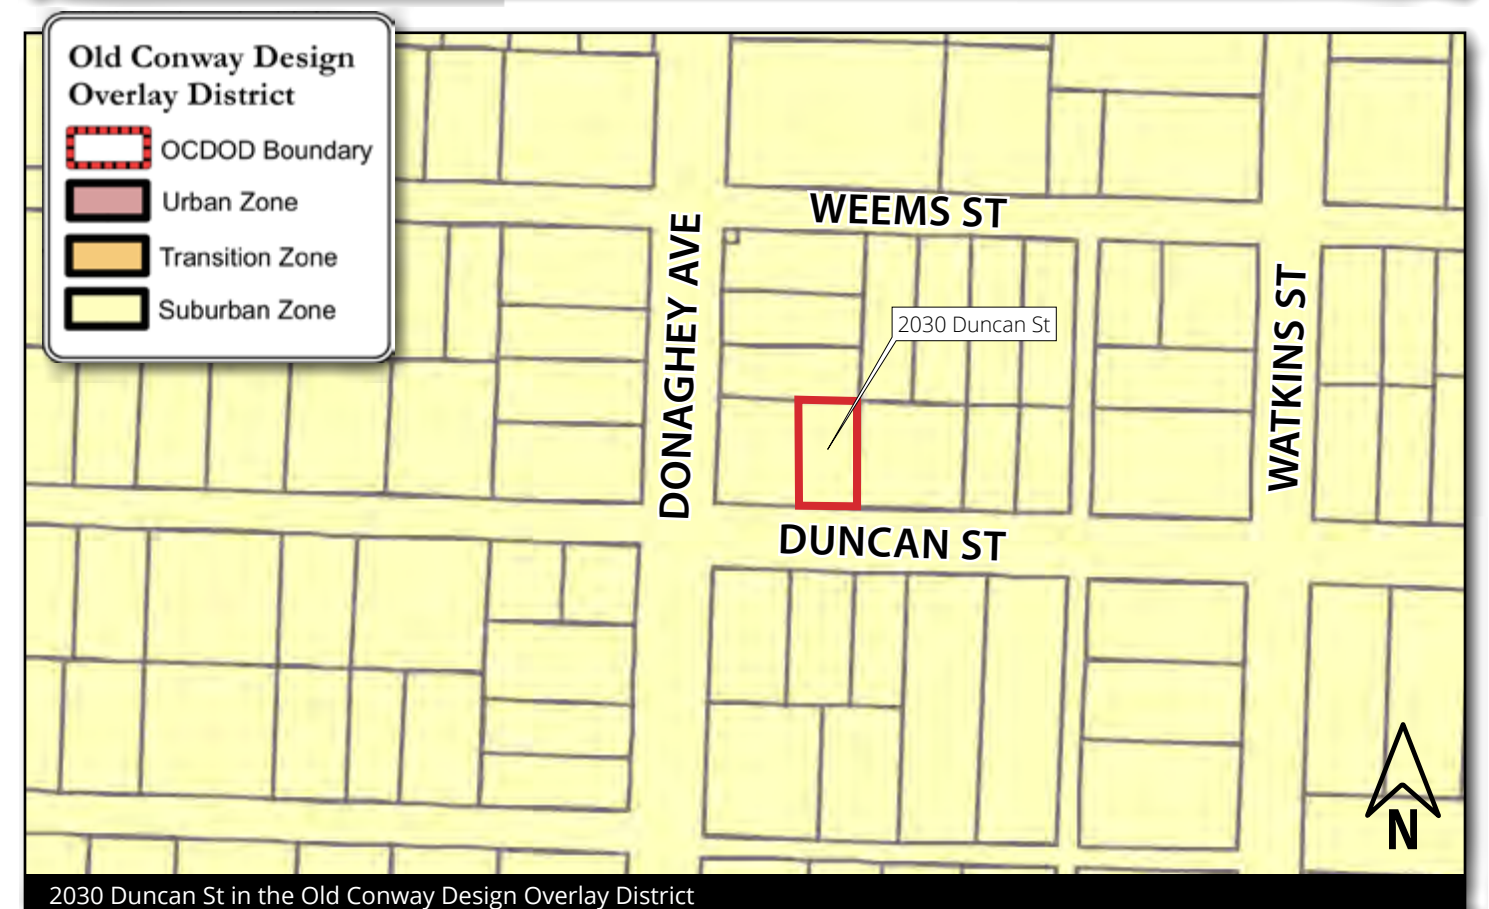 Old Conway Design
Overlay District
OCDOD Boundary
Urban Zone
Transition Zone
Suburban Zone
WEEMS ST
DONAGHEY AVE
2030 Duncan St
WATKINS ST
DUNCAN ST
N
2030 Duncan St in the Old Conway Design Overlay District